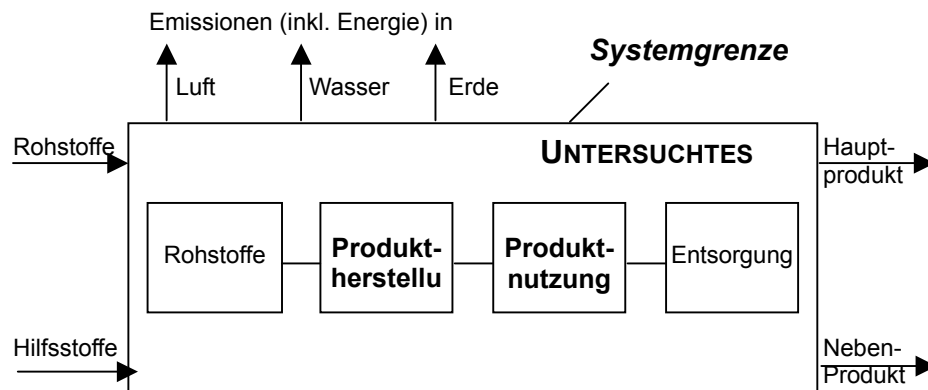 Emissionen (inkl. Energie) in
Systemgrenze
Luft
Wasser
Erde
Rohstoffe
UNTERSUCHTES
Haupt-
produkt
Rohstoffe
Produkt-
herstellu
Produkt-
nutzung
Entsorgung
Hilfsstoffe
Neben-
Produkt